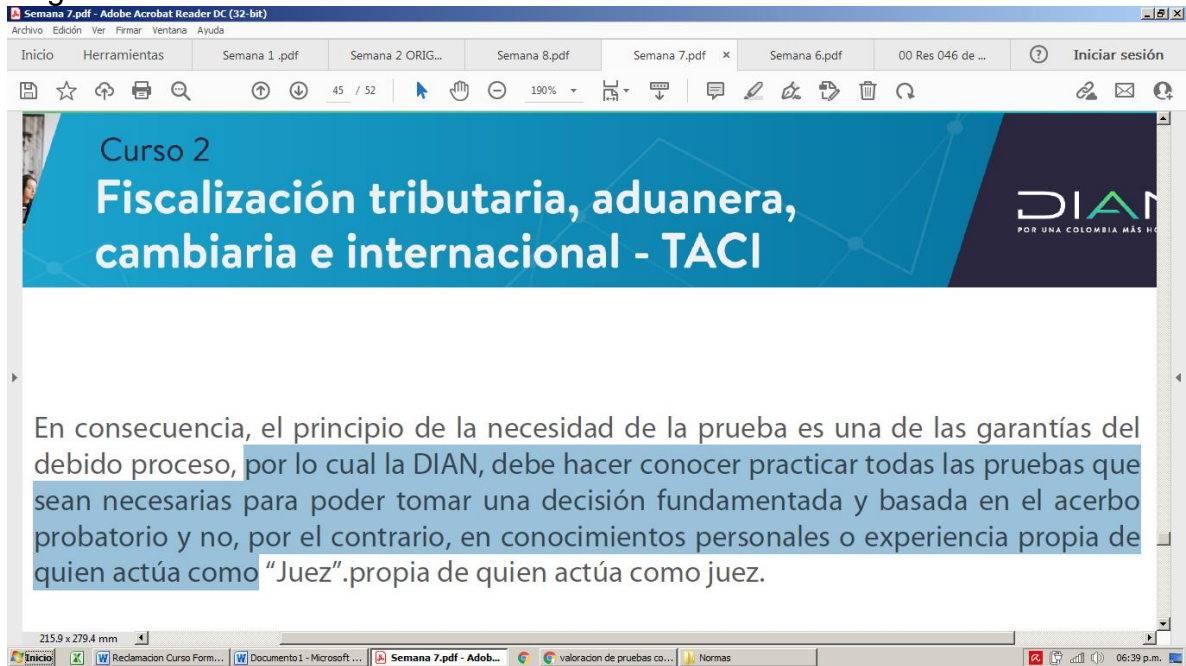 Semana 7.pdf - Adobe Acrobat Reader DC (32-bit)
Archivo Edición Ver Firmar Ventana Ayuda
Inicio Herramientas Semana 1 .pdf Semana 2 ORIG... Semana 8.pdf Semana 7.pdf × Semana 6.pdf 00 Res 046 de ... ? Iniciar sesión
45 / 52 190%
Curso 2
Fiscalización tributaria, aduanera,
cambiaria e internacional - TACI
DIAN
POR UNA COLOMBIA MÁS HO
En consecuencia, el principio de la necesidad de la prueba es una de las garantías del
debido proceso, por lo cual la DIAN, debe hacer conocer practicar todas las pruebas que
sean necesarias para poder tomar una decisión fundamentada y basada en el acerbo
probatorio y no, por el contrario, en conocimientos personales o experiencia propia de
quien actúa como “Juez”.propia de quien actúa como juez.
215.9 x 279.4 mm
Inicio Reclamacion Curso Form... Documento1 - Microsoft ... Semana 7.pdf - Adob... valoracion de pruebas co... Normas 06:39 p.m.